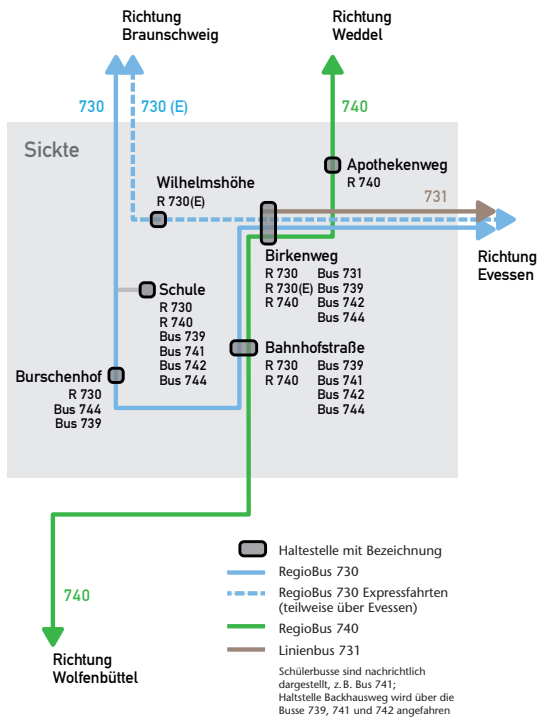 Richtung
Braunschweig
Richtung
Weddel
730
730 (E)
740
Sickte
Apothekenweg
R 740
Wilhelmshöhe
R 730(E)
731
Richtung
Evessen
Birkenweg
R 730 Bus 731
R 730(E) Bus 739
R 740 Bus 742
Bus 744
Schule
R 730
R 740
Bus 739
Bus 741
Bus 742
Bus 744
Bahnhofstraße
R 730 Bus 739
R 740 Bus 741
Bus 742
Bus 744
Burschenhof
R 730
Bus 744
Bus 739
740
Richtung
Wolfenbüttel
Haltestelle mit Bezeichnung
RegioBus 730
RegioBus 730 Expressfahrten
(teilweise über Evessen)
RegioBus 740
Linienbus 731
Schülerbusse sind nachrichtlich
dargestellt, z. B. Bus 741;
Haltstelle Backhausweg wird über die
Busse 739, 741 und 742 angefahren